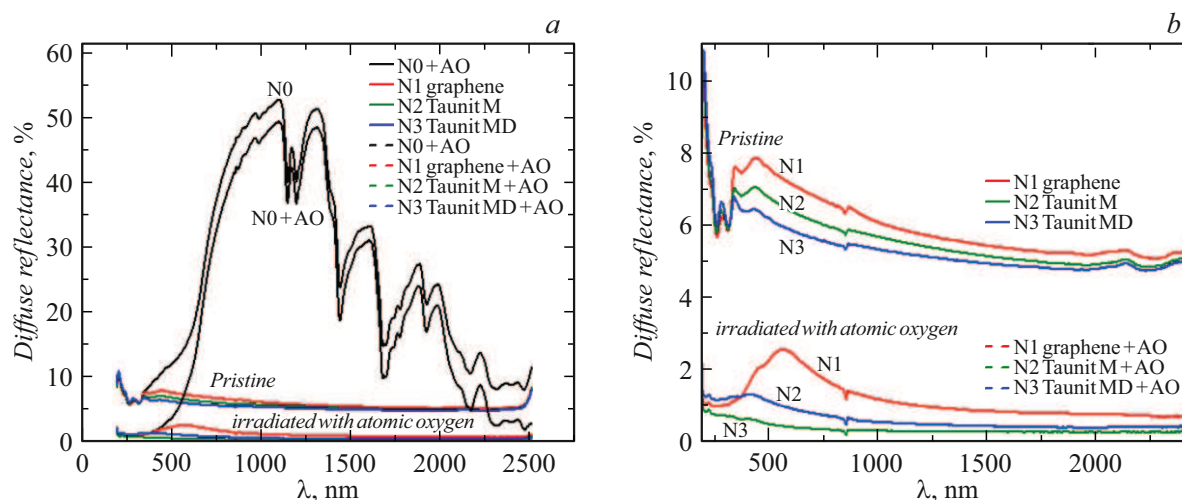 a
60
50
40
30
20
10
0
Diffuse reflectance, %
N0 + AO
N1 graphene
N2 Taunit M
N3 Taunit MD
N0 + AO
N1 graphene + AO
N2 Taunit M + AO
N3 Taunit MD + AO
N0
N0 + AO
Pristine
irradiated with atomic oxygen
0 500 1000 1500 2000 2500
λ, nm
b
10
8
6
4
2
0
Diffuse reflectance, %
Pristine
N1
N2
N3
N1 graphene
N2 Taunit M
N3 Taunit MD
irradiated with atomic oxygen
N1
N2
N3
N1 graphene + AO
N2 Taunit M + AO
N3 Taunit MD + AO
500 1000 1500 2000
λ, nm